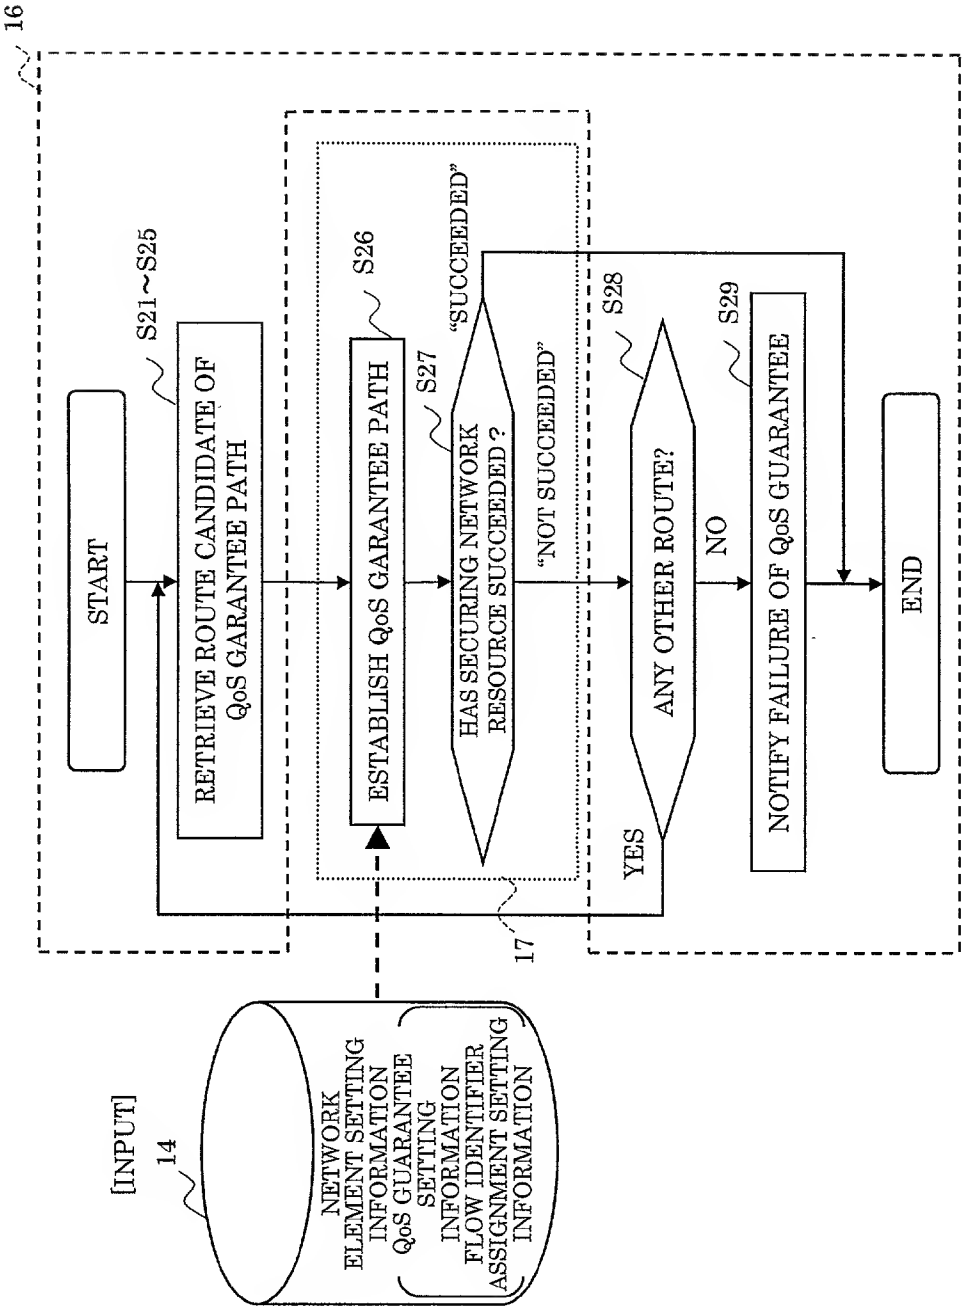 16
START
S21~S25
RETRIEVE ROUTE CANDIDATE OF
QoS GARANTEE PATH
S26
ESTABLISH QoS GARANTEE PATH
S27
HAS SECURING NETWORK
RESOURCE SUCCEEDED?
"SUCCEEDED"
"NOT SUCCEEDED"
17
S28
ANY OTHER ROUTE?
YES
NO
S29
NOTIFY FAILURE OF QoS GUARANTEE
END
[INPUT]
14
NETWORK
ELEMENT SETTING
INFORMATION
QoS GUARANTEE
SETTING
INFORMATION
FLOW IDENTIFIER
ASSIGNMENT SETTING
INFORMATION